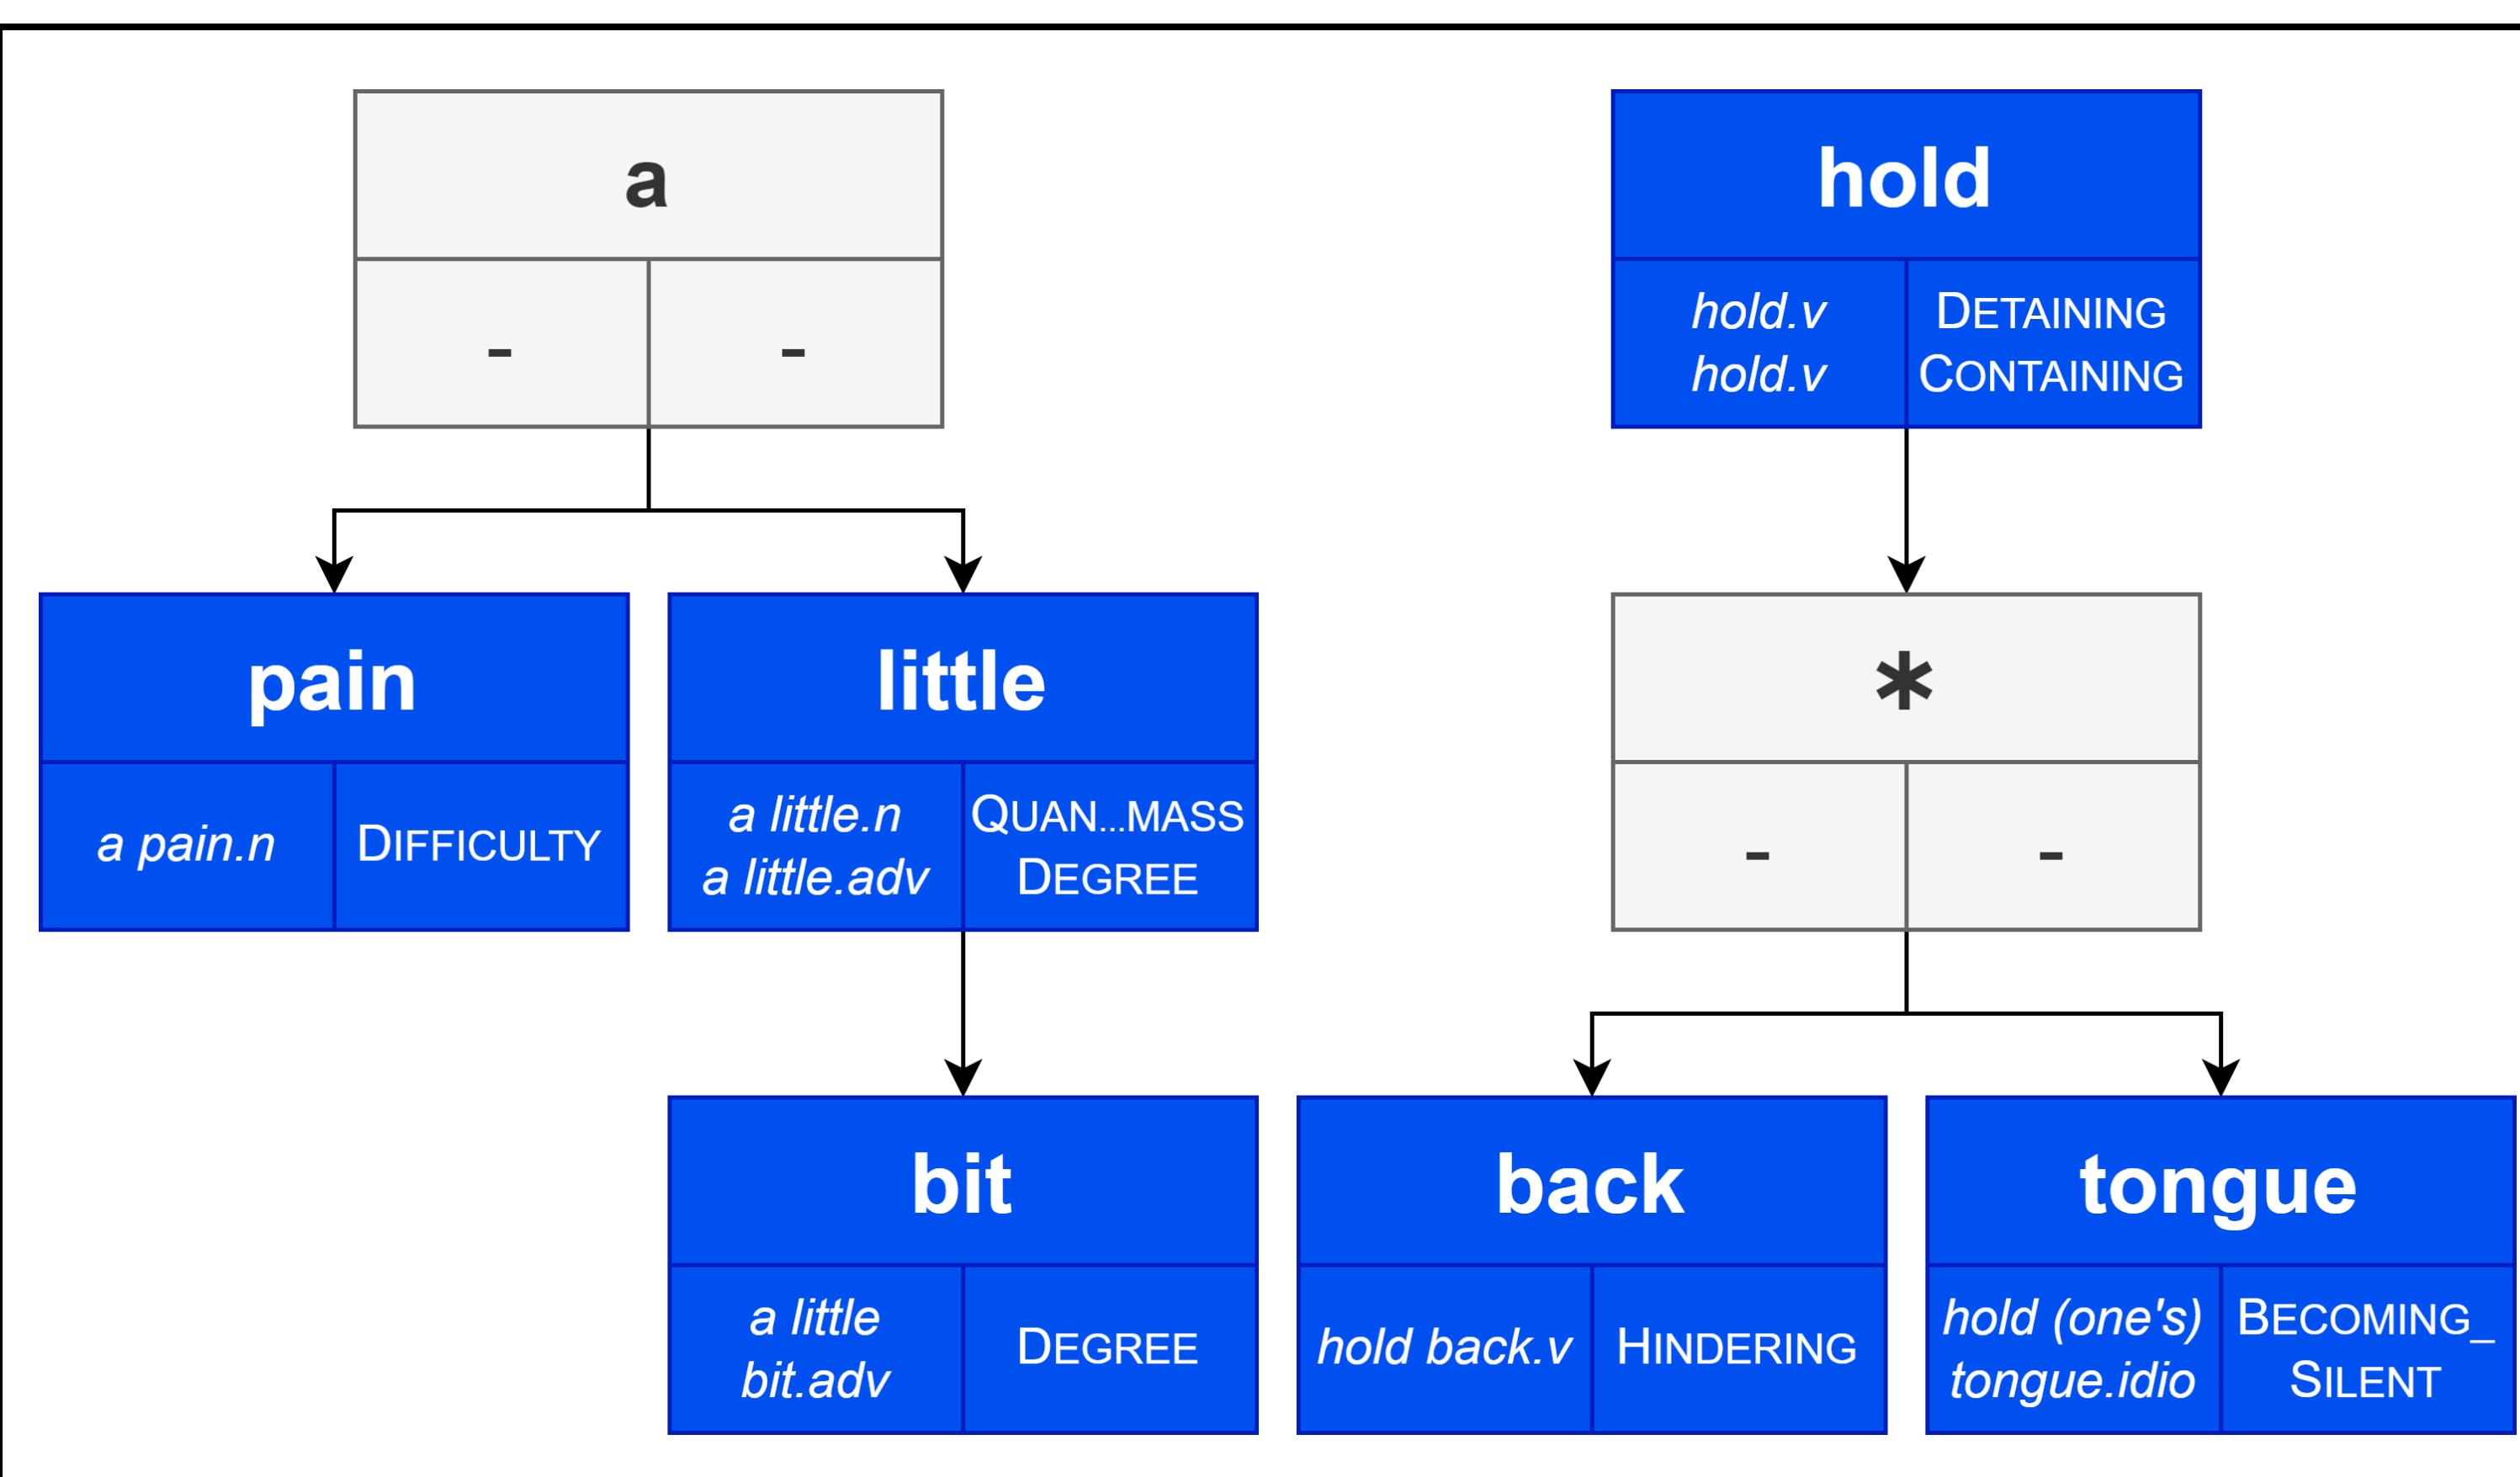 a
-
-
hold
hold.v
hold.v
DETAINING
CONTAINING
pain
a pain.n
DIFFICULTY
little
a little.n
a little.adv
QUAN...MASS
DEGREE
*
-
-
bit
a little
bit.adv
DEGREE
back
hold back.v
HINDERING
tongue
hold (one's)
tongue.idio
BECOMING_
SILENT